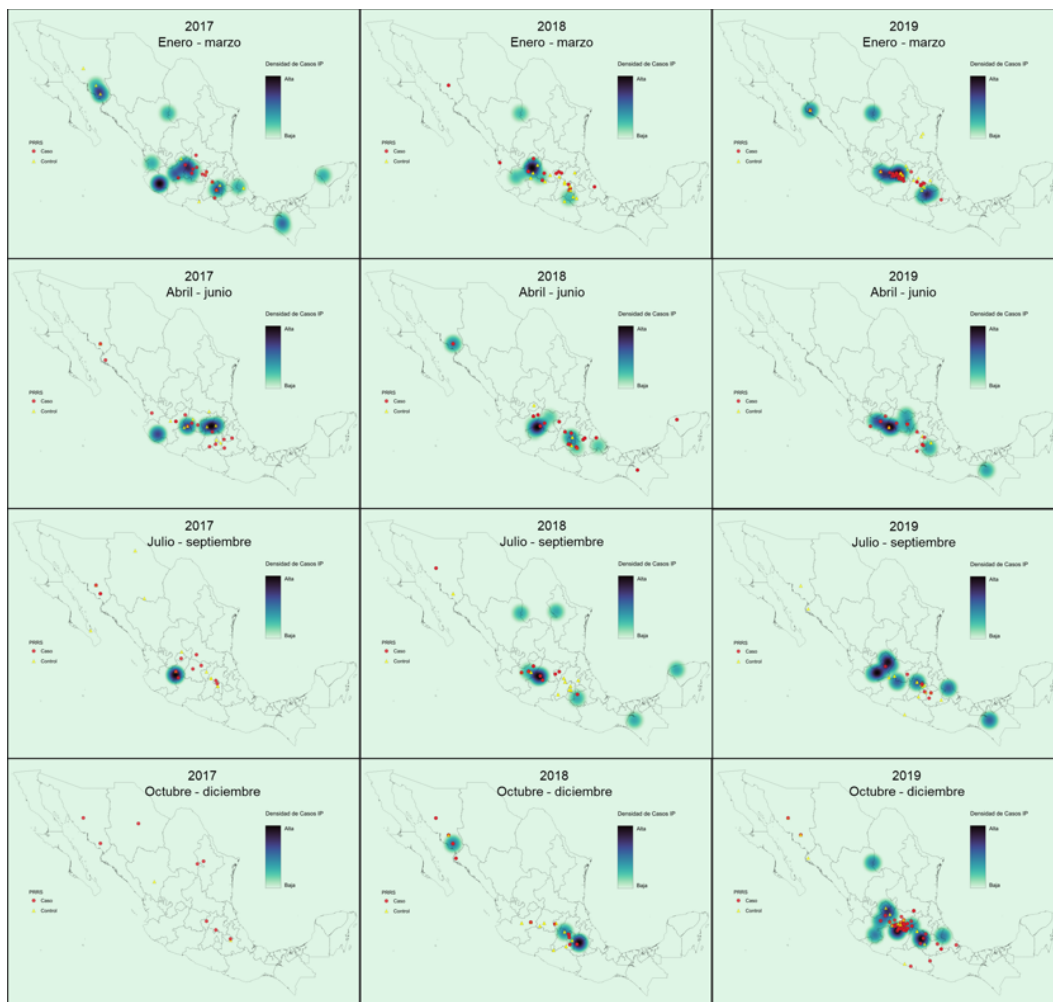 2017
Enero - marzo
Densidad de Casos IP
Alta
Baja
PRRS
Caso
Control
2018
Enero - marzo
Densidad de Casos IP
Alta
Baja
PRRS
Caso
Control
2019
Enero - marzo
Densidad de Casos IP
Alta
Baja
PRRS
Caso
Control
2017
Abril - junio
Densidad de Casos IP
Alta
Baja
PRRS
Caso
Control
2018
Abril - junio
Densidad de Casos IP
Alta
Baja
PRRS
Caso
Control
2019
Abril - junio
Densidad de Casos IP
Alta
Baja
PRRS
Caso
Control
2017
Julio - septiembre
Densidad de Casos IP
Alta
Baja
PRRS
Caso
Control
2018
Julio - septiembre
Densidad de Casos IP
Alta
Baja
PRRS
Caso
Control
2019
Julio - septiembre
Densidad de Casos IP
Alta
Baja
PRRS
Caso
Control
2017
Octubre - diciembre
Densidad de Casos IP
Alta
Baja
PRRS
Caso
Control
2018
Octubre - diciembre
Densidad de Casos IP
Alta
Baja
PRRS
Caso
Control
2019
Octubre - diciembre
Densidad de Casos IP
Alta
Baja
PRRS
Caso
Control